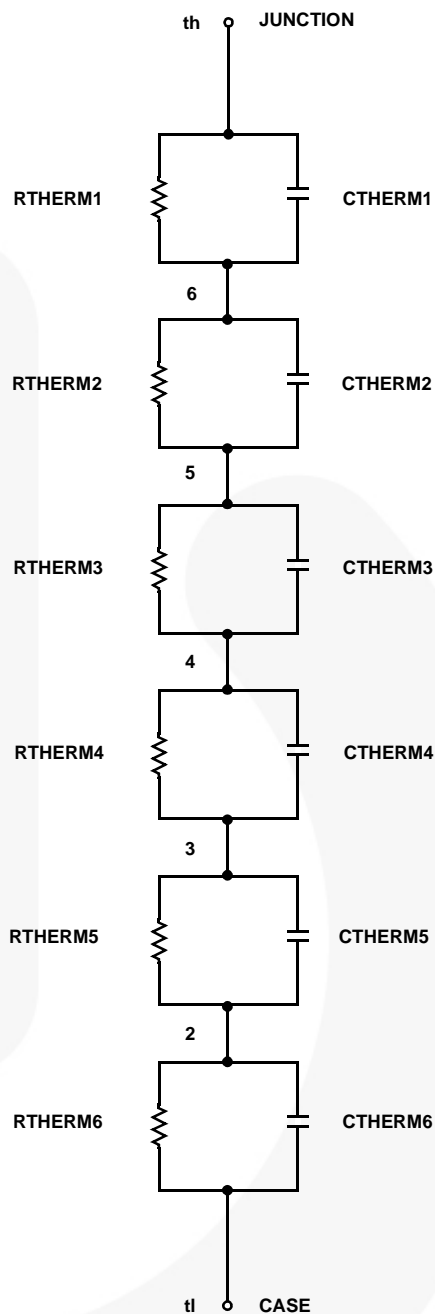 th JUNCTION
RTHERM1 CTHERM1
6
RTHERM2 CTHERM2
5
RTHERM3 CTHERM3
4
RTHERM4 CTHERM4
3
RTHERM5 CTHERM5
2
RTHERM6 CTHERM6
tl CASE